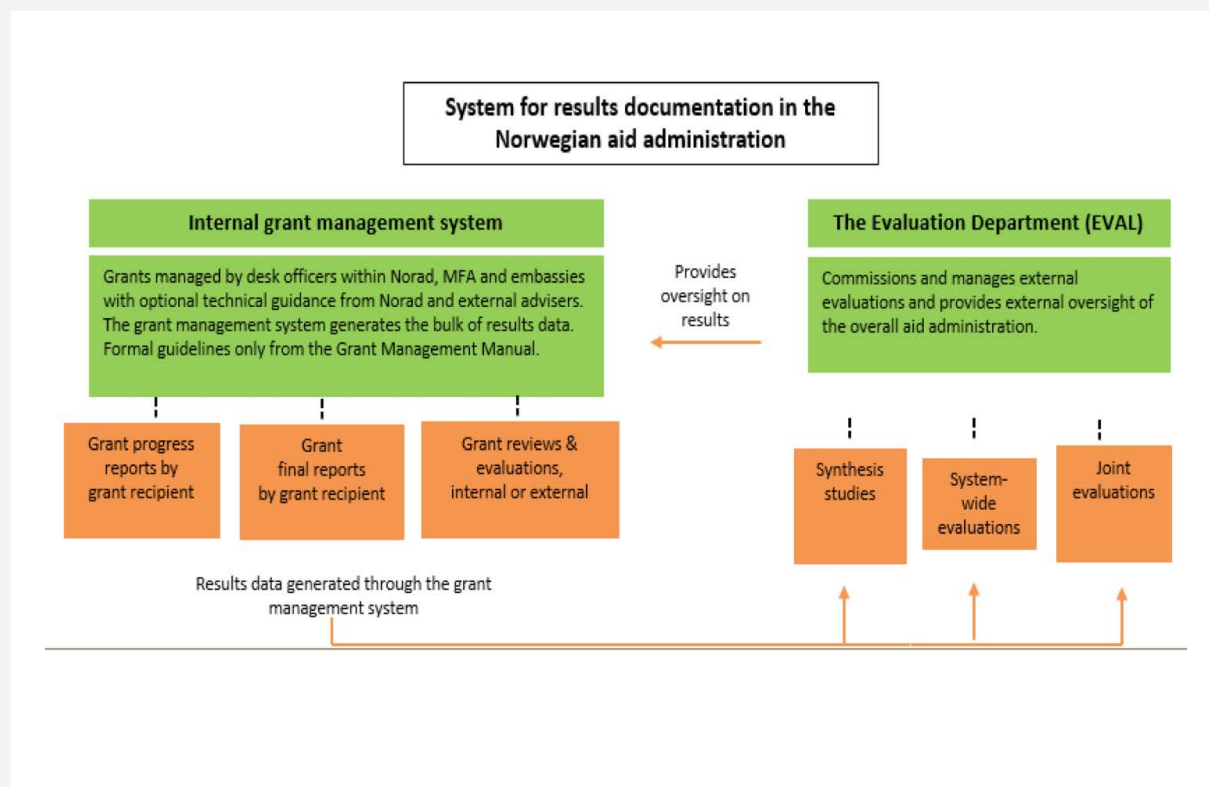 System for results documentation in the
Norwegian aid administration
Internal grant management system
Grants managed by desk officers within Norad, MFA and embassies
with optional technical guidance from Norad and external advisers.
The grant management system generates the bulk of results data.
Formal guidelines only from the Grant Management Manual.
Provides
oversight on
results
The Evaluation Department (EVAL)
Commissions and manages external
evaluations and provides external oversight of
the overall aid administration.
Grant progress
reports by
grant recipient
Grant
final reports
by grant recipient
Grant reviews &
evaluations,
internal or external
Synthesis
studies
System-
wide
evaluations
Joint
evaluations
Results data generated through the grant
management system